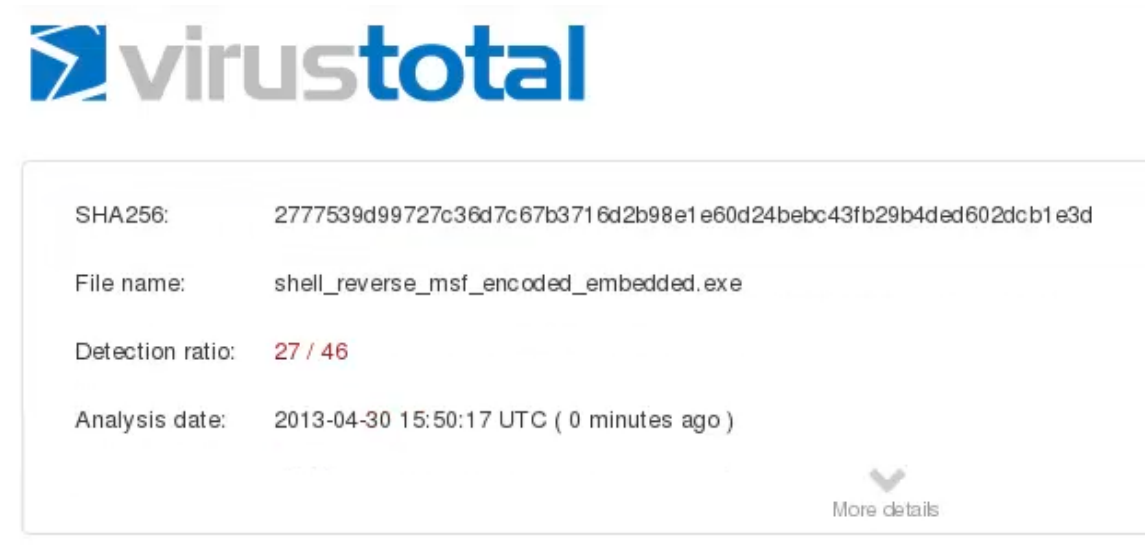 virustotal
SHA256: 2777539d99727c36d7c67b3716d2b98e1e60d24bebc43fb29b4ded602dcb1e3d
File name: shell_reverse_msf_encoded_embedded.exe
Detection ratio: 27 / 46
Analysis date: 2013-04-30 15:50:17 UTC ( 0 minutes ago )
More details